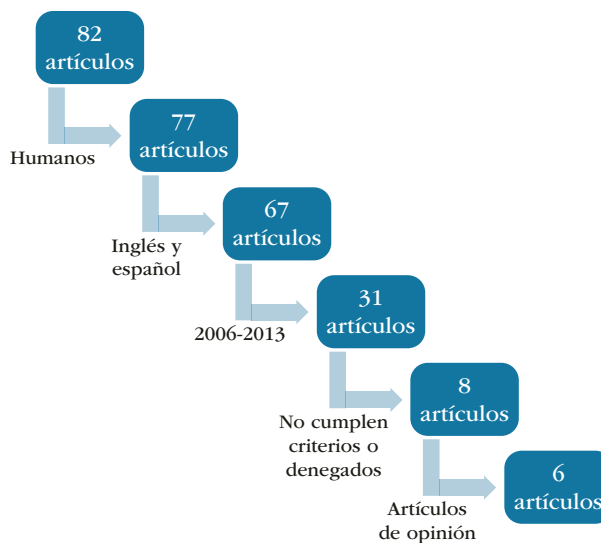 82
artículos
Humanos
77
artículos
Inglés y
español
67
artículos
2006-2013
31
artículos
No cumplen
criterios o
denegados
8
artículos
Artículos
de opinión
6
artículos